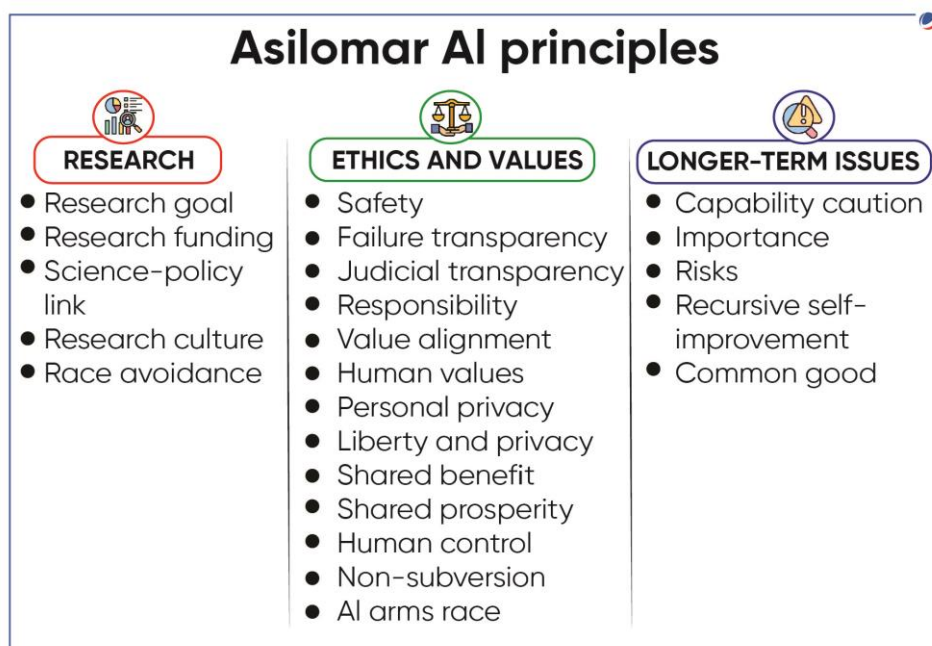 Asilomar AI principles
RESEARCH
• Research goal
• Research funding
• Science-policy
link
• Research culture
• Race avoidance
ETHICS AND VALUES
• Safety
• Failure transparency
• Judicial transparency
• Responsibility
• Value alignment
• Human values
• Personal privacy
• Liberty and privacy
• Shared benefit
• Shared prosperity
• Human control
• Non-subversion
• AI arms race
LONGER-TERM ISSUES
• Capability caution
• Importance
• Risks
• Recursive self-
improvement
• Common good